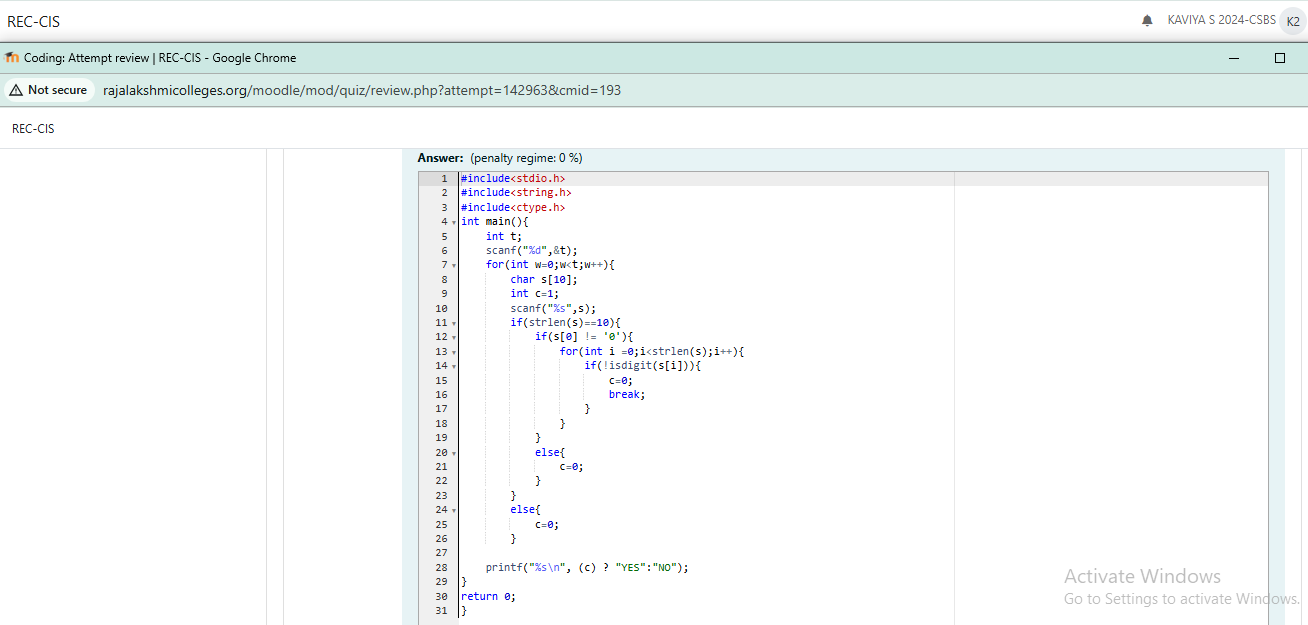 REC-CIS
KAVIYA S 2024-CSBS K2
Coding: Attempt review | REC-CIS - Google Chrome
Not secure rajalakshmicolleges.org/moodle/mod/quiz/review.php?attempt=142963&cmid=193
REC-CIS
Answer: (penalty regime: 0 %)
1 #include<stdio.h>
2 #include<string.h>
3 #include<ctype.h>
4 int main(){
5 int t;
6 scanf("%d",&t);
7 for(int w=0;w<t;w++){
8 char s[10];
9 int c=1;
10 scanf("%s",s);
11 if(strlen(s)==10){
12 if(s[0] != '0'){
13 for(int i =0;i<strlen(s);i++){
14 if(!isdigit(s[i])){
15 c=0;
16 break;
17 }
18 }
19 }
20 else{
21 c=0;
22 }
23 }
24 else{
25 c=0;
26 }
27
28 printf("%s\n", (c) ? "YES":"NO");
29 }
30 return 0;
31 }
Activate Windows
Go to Settings to activate Windows.